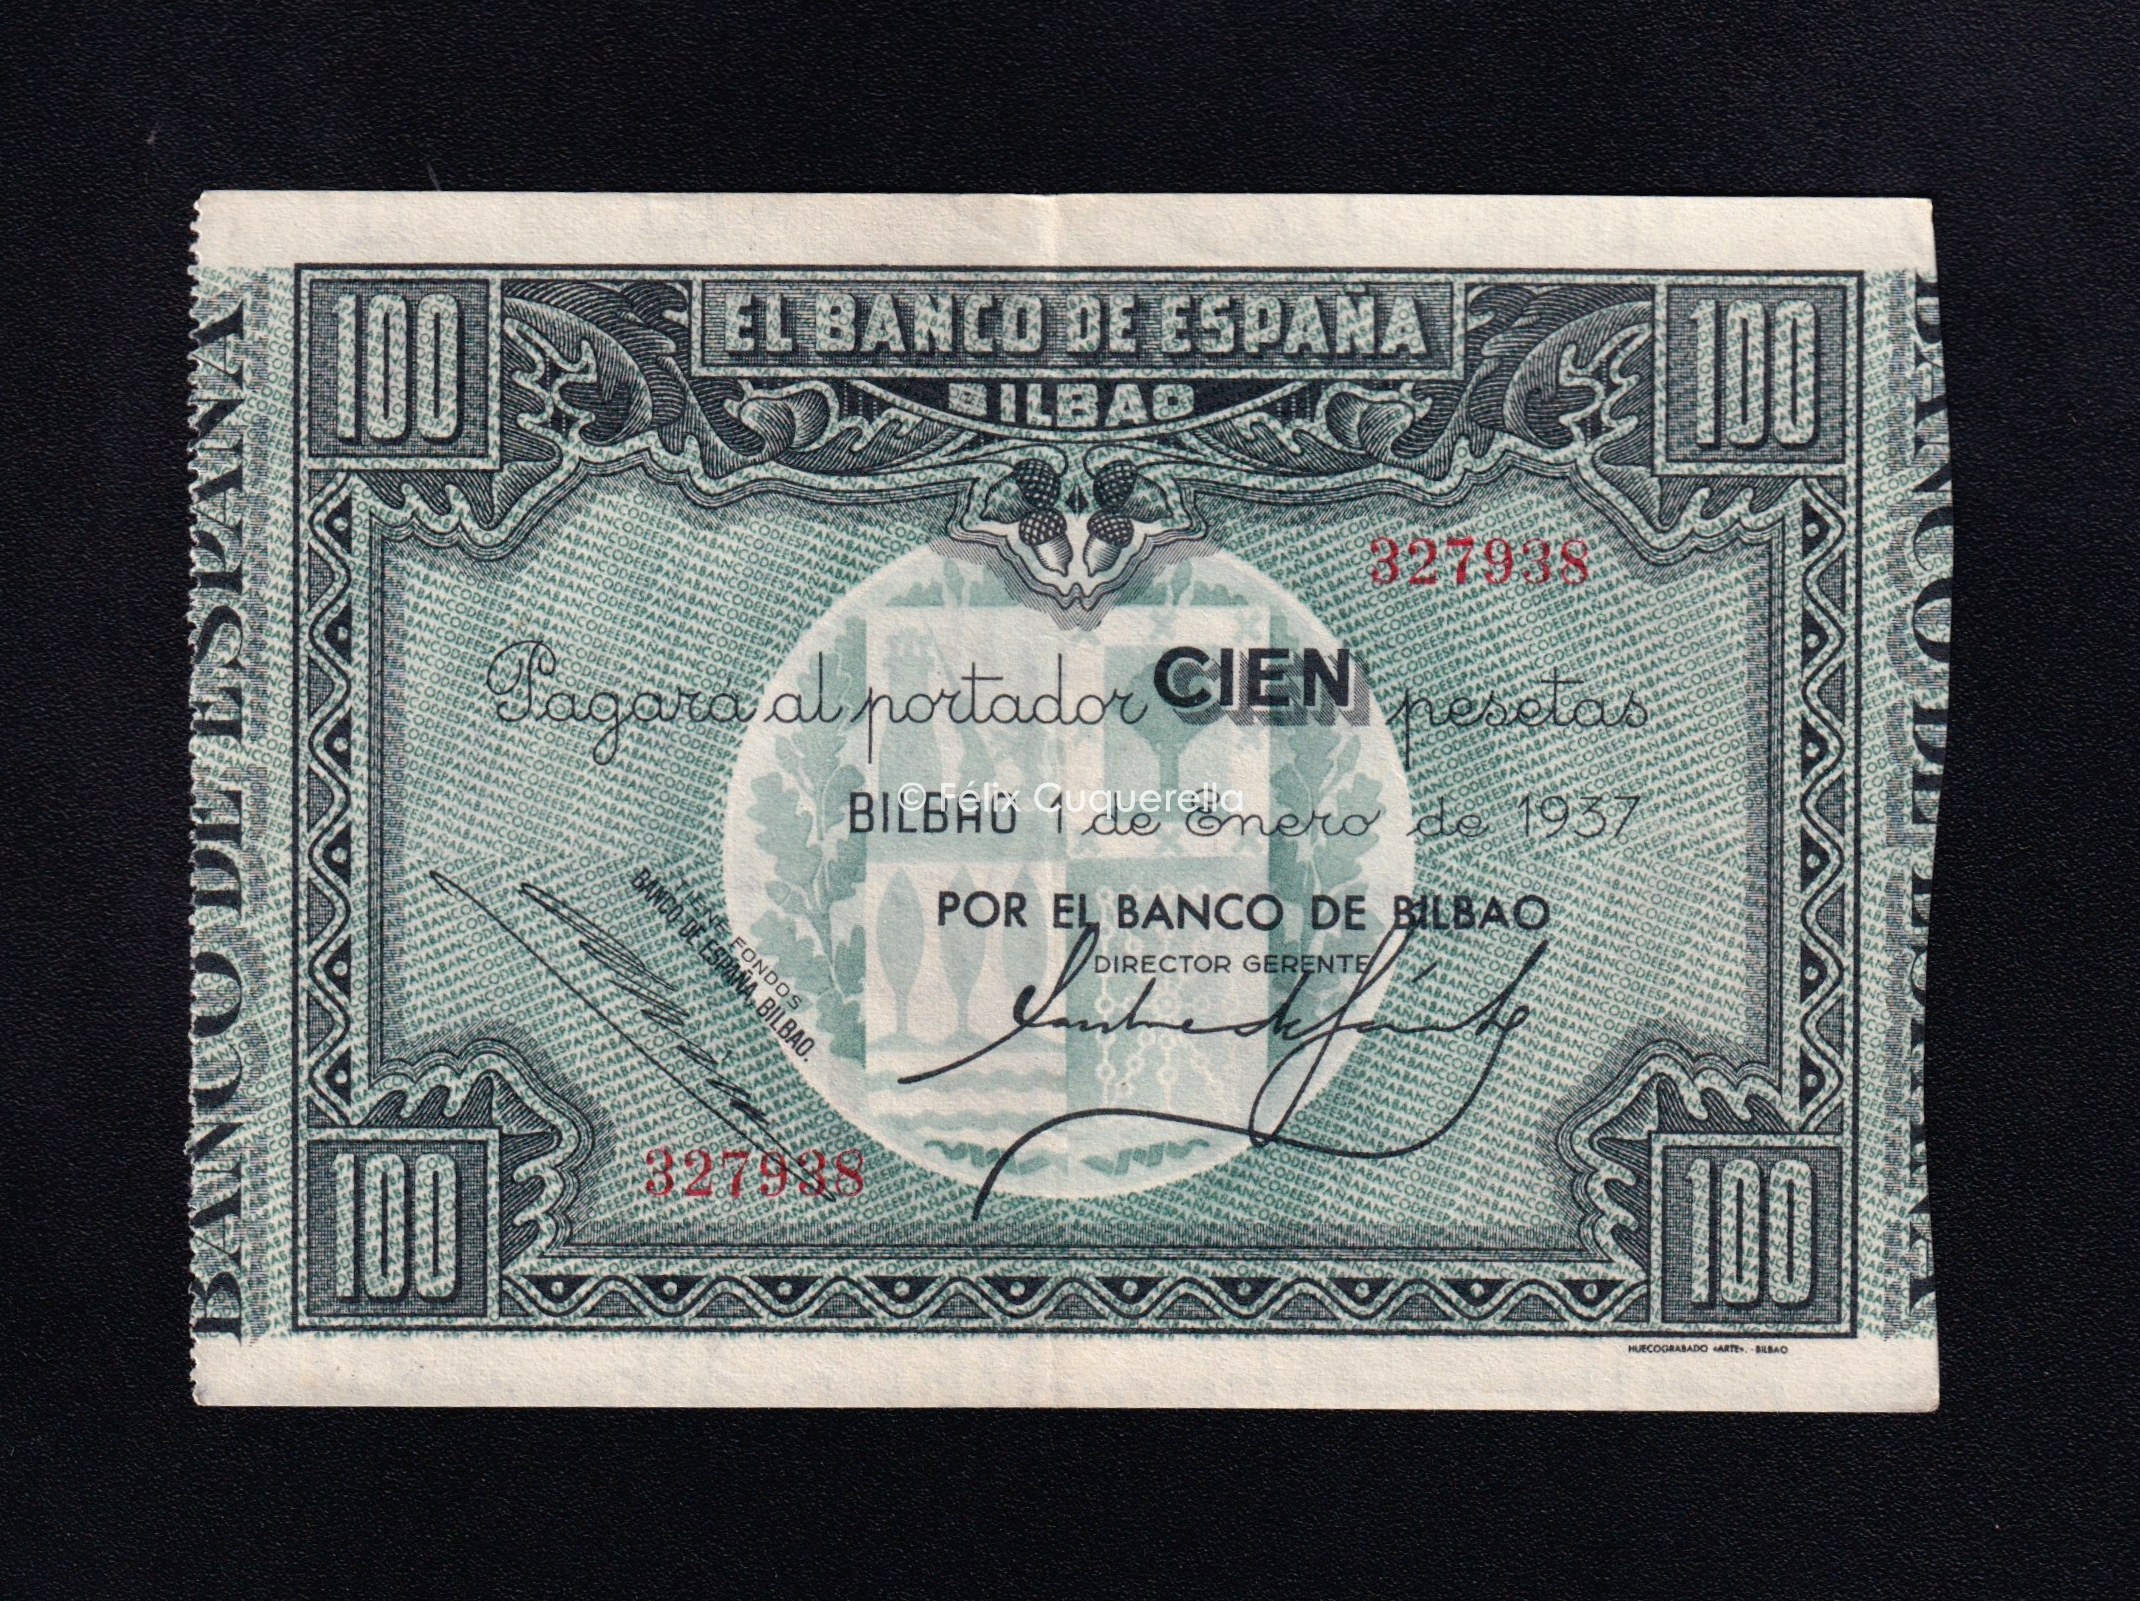 100 EL BANCO DE ESPAÑA 100
BILBAO
BANCO DE ESPAÑA
BANCO DE ESPAÑA
327938
Pagará al portador CIEN pesetas
© Félix Cuquerella
BILBAO 1 de Enero de 1937
TIENE FONDOS
BANCO DE ESPAÑA, BILBAO.
POR EL BANCO DE BILBAO
DIRECTOR GERENTE
327938
100 100
HUECOGRABADO «ARTE». - BILBAO